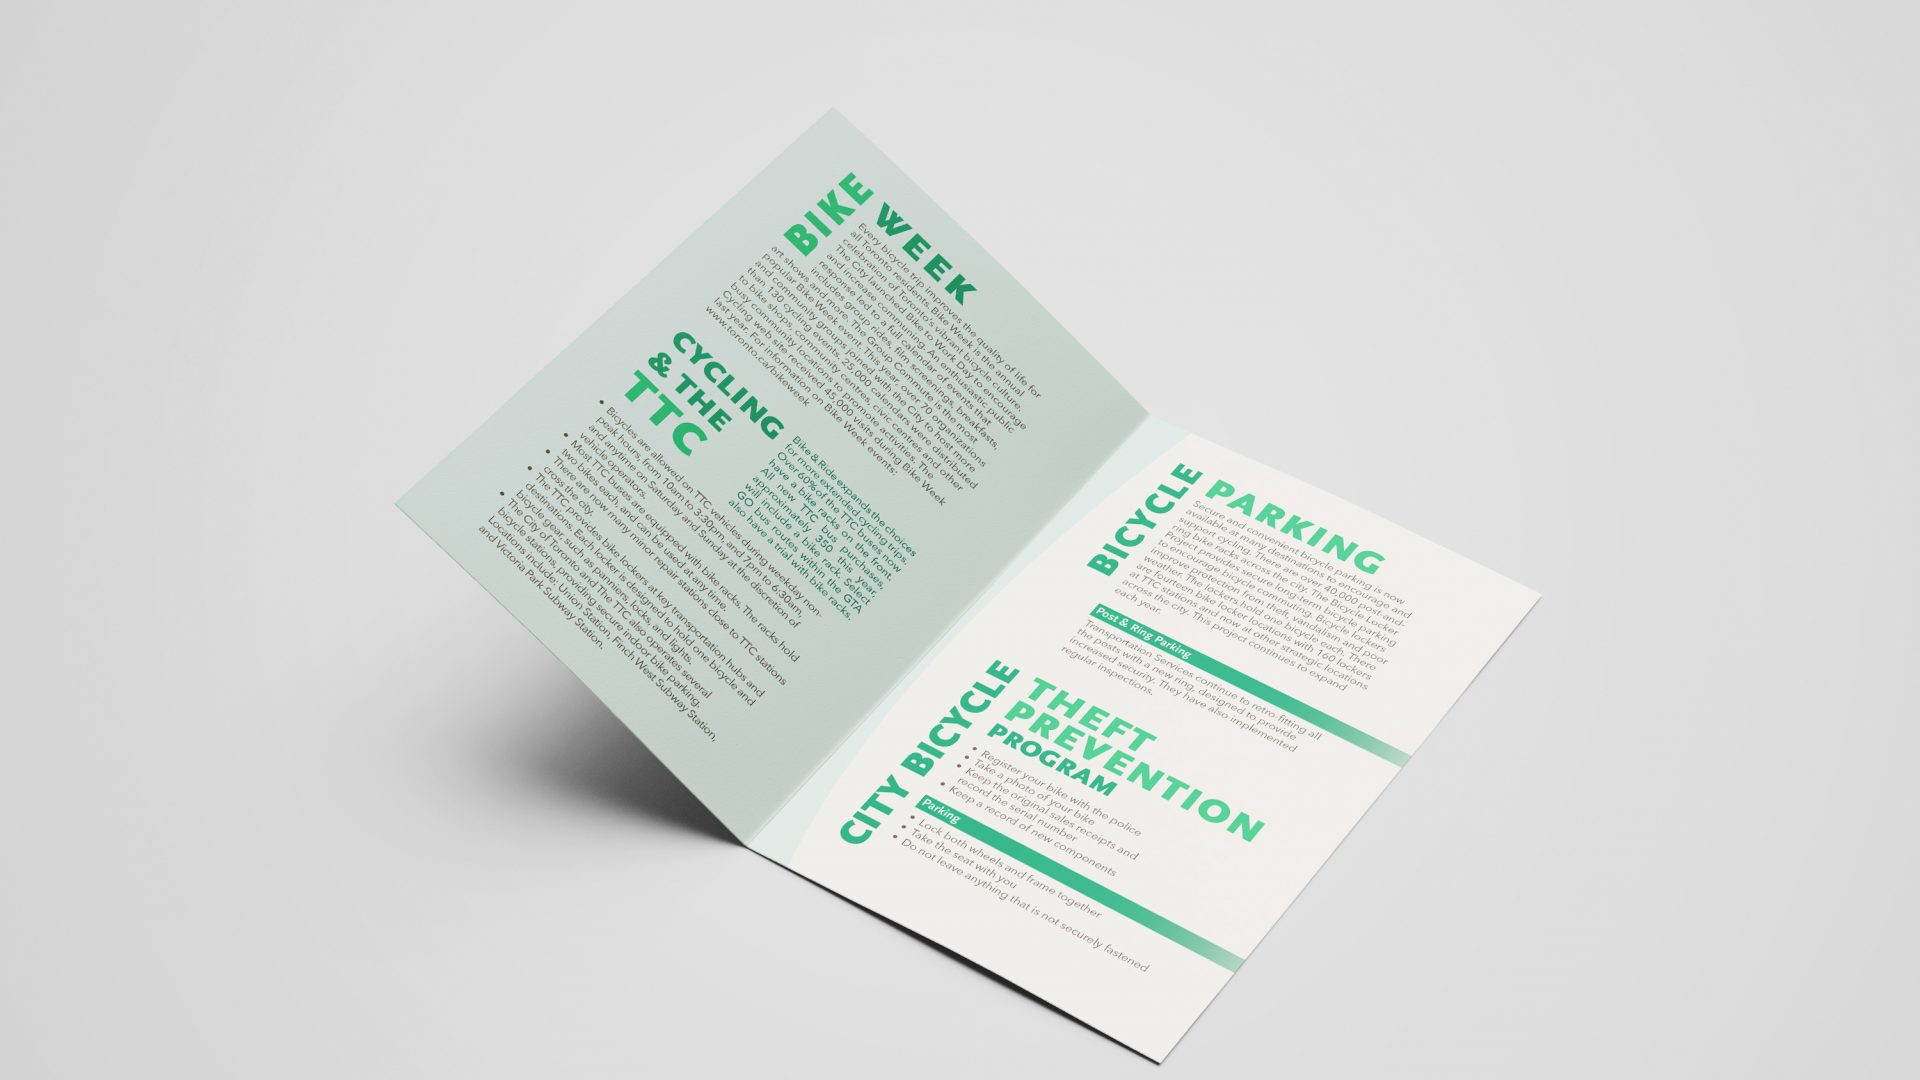 BIKE WEEK
Every bicycle trip improves the quality of life for
all Toronto residents. Bike Week is the annual
celebration of Toronto's vibrant bicycle culture.
The City launched Bike to Work Day to encourage
and increase communting. An enthusiastic public
response led to a full calendar of events that
includes group rides, film screenings, breakfasts,
art shows and more. The Group Commute is the most
popular Bike Week event. This year, over 70 organizations
and community groups joined with the City to host more
than 130 cycling events. 25,000 calendars were distributed
to bike shops, community centres, civic centres and other
busy community locations to promote activities. The
Cycling web site received 45,000 visits during Bike Week
last year. For information on Bike Week events:
www.toronto.ca/bikeweek
CYCLING
& THE
TTC
Bike & Ride expands the choices
for more extended cycling trips.
Over 60% of the TTC buses now
have a bike racks on the front.
All new TTC bus purchases,
approximately 350 this year,
will include a bike rack. Select
GO bus routes within the GTA
also have a trial with bike racks.
• Bicycles are allowed on TTC vehicles during weekday non-
peak hours, from 10am to 3:30pm, and 7pm to 6:30am,
and anytime on Saturday and Sunday at the discretion of
vehicle operators.
• Most TTC buses are equipped with bike racks. The racks hold
two bikes each, and can be used at any time.
• There are now many minor repair stations close to TTC stations
cross the city.
• The TTC provides bike lockers at key transportation hubs and
destinations. Each locker is designed to hold one bicycle and
bicycle gear, such as panniers, locks, and lights.
• The City of Toronto and The TTC also operates several
bicycle stations, providing secure indoor bike parking.
Locations include: Union Station, Finch West Subway Station,
and Victoria Park Subway Station.
BICYCLE PARKING
Secure and convenient bicycle parking is now
available at many destinations to encourage and
support cycling. There are over 40,000 post-and-
ring bike racks across the city. The Bicycle Locker
Project provides secure long-term bicycle parking
to encourage bicycle commuting. Bicycle lockers
improve protection from theft, vandalism and poor
weather. The lockers hold one bicycle each. There
are fourteen bike locker locations with 160 lockers
at TTC stations and now at other strategic locations
across the city. This project continues to expand
each year.
Post & Ring Parking
Transportation Services continue to retro-fitting all
the posts with a new ring, designed to provide
increased security. They have also implemented
regular inspections.
CITY BICYCLE
THEFT
PREVENTION
PROGRAM
• Register your bike with the police
• Take a photo of your bike
• Keep the original sales receipts and
record the serial number
• Keep a record of new components
Parking
• Lock both wheels and frame together
• Take the seat with you
• Do not leave anything that is not securely fastened